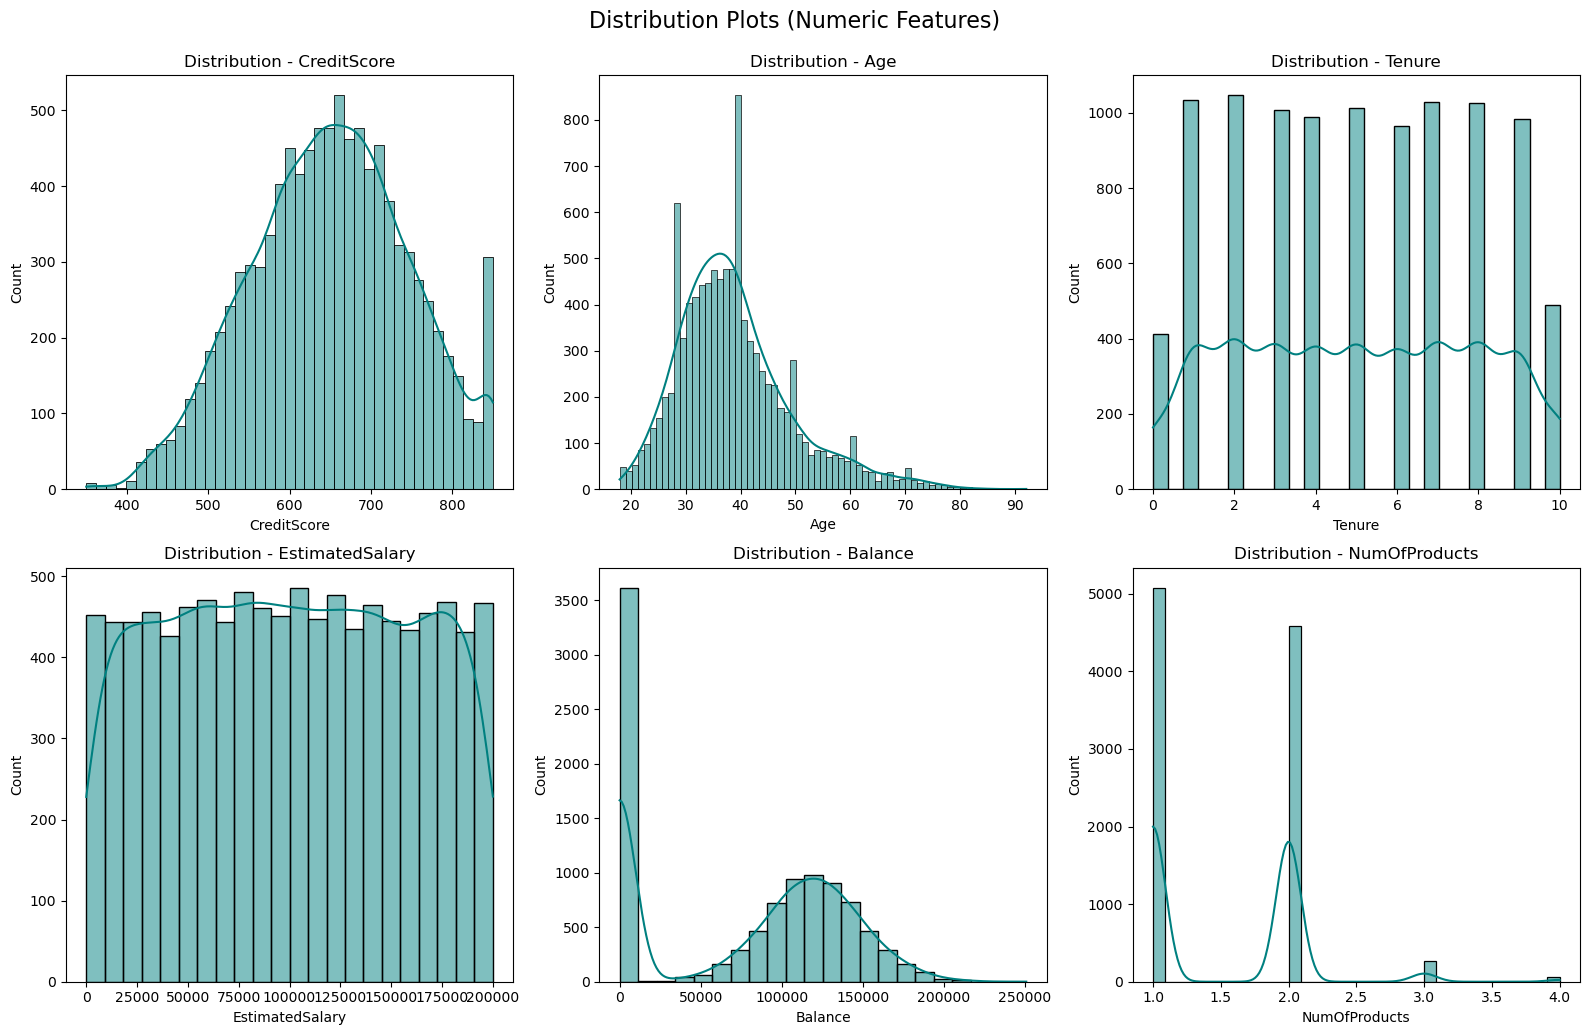 Distribution Plots (Numeric Features)
Distribution - CreditScore
500
400
300
200
100
0
Count
400 500 600 700 800
CreditScore
Distribution - Age
800
700
600
500
400
300
200
100
0
Count
20 30 40 50 60 70 80 90
Age
Distribution - Tenure
1000
800
600
400
200
0
Count
0 2 4 6 8 10
Tenure
Distribution - EstimatedSalary
500
400
300
200
100
0
Count
0 25000 50000 75000 100000 125000 150000 175000 200000
EstimatedSalary
Distribution - Balance
3500
3000
2500
2000
1500
1000
500
0
Count
0 50000 100000 150000 200000 250000
Balance
Distribution - NumOfProducts
5000
4000
3000
2000
1000
0
Count
1.0 1.5 2.0 2.5 3.0 3.5 4.0
NumOfProducts